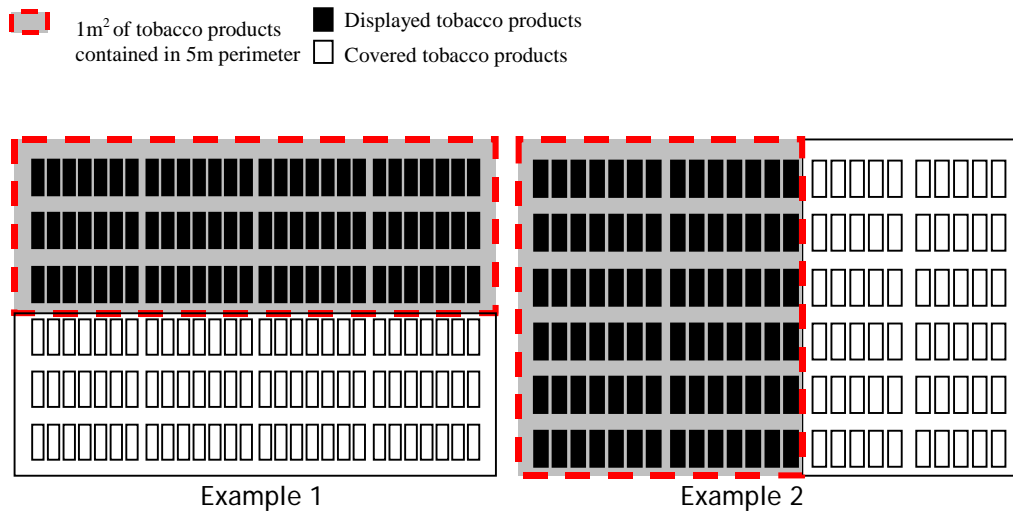 1m² of tobacco products
contained in 5m perimeter
Displayed tobacco products
Covered tobacco products
Example 1
Example 2